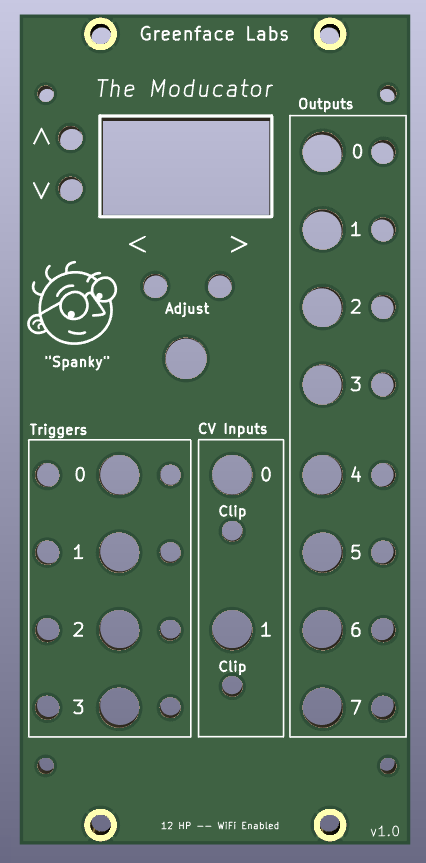 Greenface Labs
The Moducator
^
v
< >
Adjust
"Spanky"
Outputs
0
1
2
3
4
5
6
7
Triggers
0
1
2
3
CV Inputs
0
Clip
1
Clip
12 HP -- WiFi Enabled
v1.0